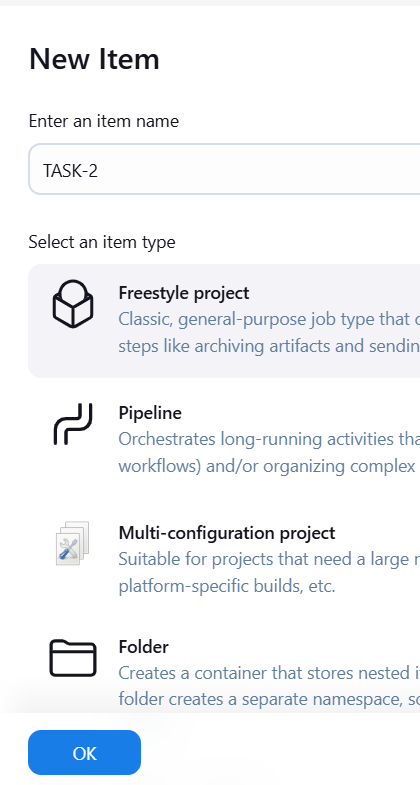 New Item
Enter an item name
TASK-2
Select an item type
Freestyle project
Classic, general-purpose job type that
steps like archiving artifacts and sendin
Pipeline
Orchestrates long-running activities tha
workflows) and/or organizing complex
Multi-configuration project
Suitable for projects that need a large
platform-specific builds, etc.
Folder
Creates a container that stores nested
folder creates a separate namespace, so
OK